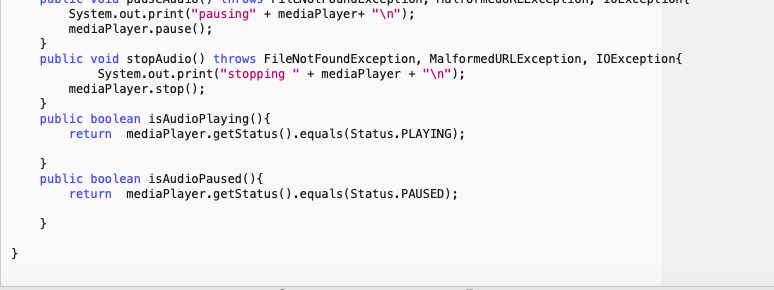 public void pauseAudio() throws FileNotFoundException, MalformedURLException, IOException{
System.out.print("pausing" + mediaPlayer+ "\n");
mediaPlayer.pause();
}
public void stopAudio() throws FileNotFoundException, MalformedURLException, IOException{
System.out.print("stopping " + mediaPlayer + "\n");
mediaPlayer.stop();
}
public boolean isAudioPlaying(){
return  mediaPlayer.getStatus().equals(Status.PLAYING);
}
public boolean isAudioPaused(){
return  mediaPlayer.getStatus().equals(Status.PAUSED);
}
}